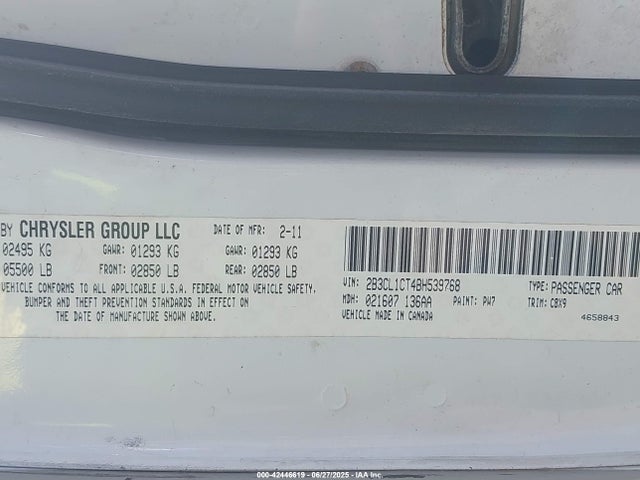 BY CHRYSLER GROUP LLC DATE OF MFR: 2-11
02495 KG GAWR: 01293 KG GAWR: 01293 KG
05500 LB FRONT: 02850 LB REAR: 02850 LB
VEHICLE CONFORMS TO ALL APPLICABLE U.S.A. FEDERAL MOTOR VEHICLE SAFETY,
BUMPER AND THEFT PREVENTION STANDARDS IN EFFECT ON
THE DATE OF MANUFACTURE SHOWN ABOVE.
VIN: 2B3CL1CT4BH539768 TYPE: PASSENGER CAR
MDH: 021607 136AA PAINT: PW7 TRIM: CBX9
VEHICLE MADE IN CANADA 4658843
000-42446619 - 06/27/2025 - IAA Inc.